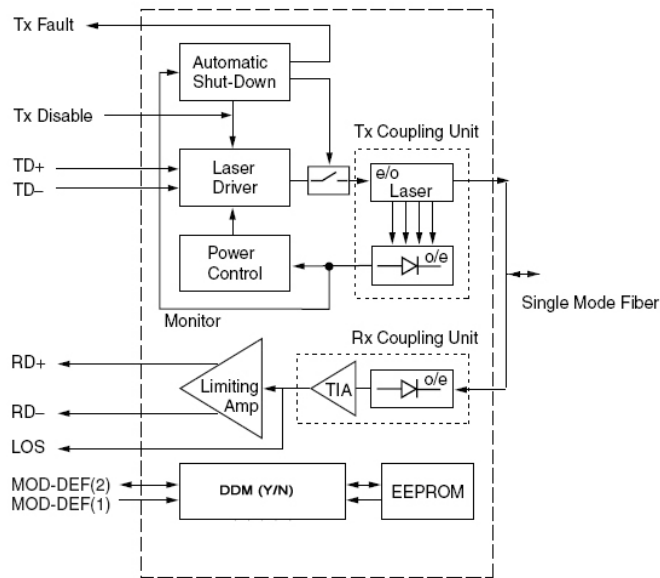 Tx Fault
Automatic
Shut-Down
Tx Disable
Tx Coupling Unit
TD+
TD–
Laser
Driver
e/o
Laser
o/e
Power
Control
Monitor
Single Mode Fiber
Rx Coupling Unit
RD+
RD–
LOS
Limiting
Amp
TIA
o/e
MOD-DEF(2)
MOD-DEF(1)
DDM (Y/N)
EEPROM